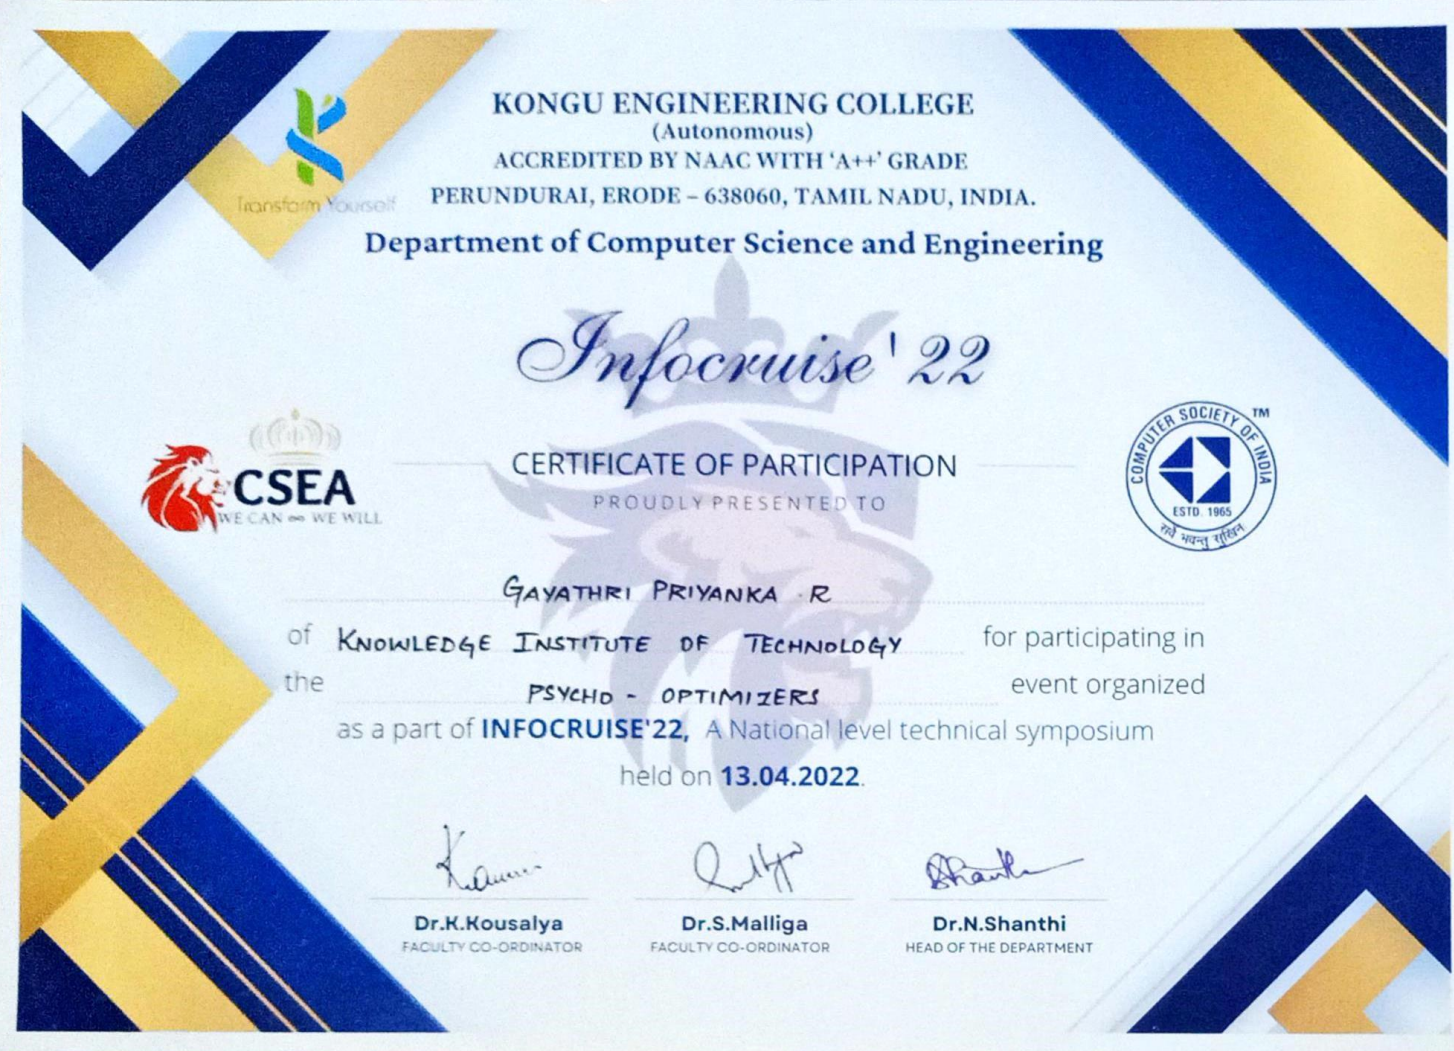 KONGU ENGINEERING COLLEGE
(Autonomous)
ACCREDITED BY NAAC WITH ‘A++’ GRADE
PERUNDURAI, ERODE – 638060, TAMIL NADU, INDIA.
Transform Yourself
Department of Computer Science and Engineering
Infocruise' 22
CSEA
WE CAN ∞ WE WILL
CERTIFICATE OF PARTICIPATION
PROUDLY PRESENTED TO
COMPUTER SOCIETY OF INDIA TM
ESTD. 1965
सर्वे भवन्तु सुखिन
GAYATHRI PRIYANKA . R
of KNOWLEDGE INSTITUTE OF TECHNOLOGY for participating in
the PSYCHO - OPTIMIZERS event organized
as a part of INFOCRUISE'22, A National level technical symposium
held on 13.04.2022.
Dr.K.Kousalya Dr.S.Malliga Dr.N.Shanthi
FACULTY CO-ORDINATOR FACULTY CO-ORDINATOR HEAD OF THE DEPARTMENT